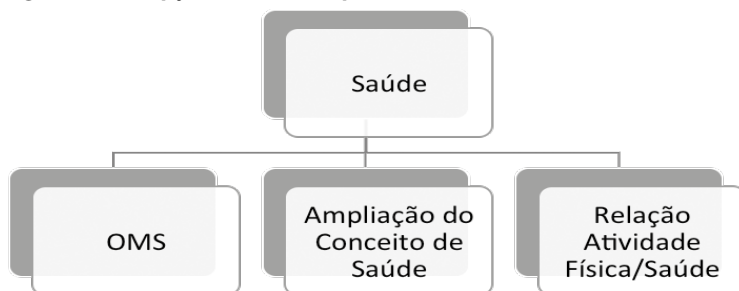 Saúde
OMS
Ampliação do
Conceito de
Saúde
Relação
Atividade
Física/Saúde